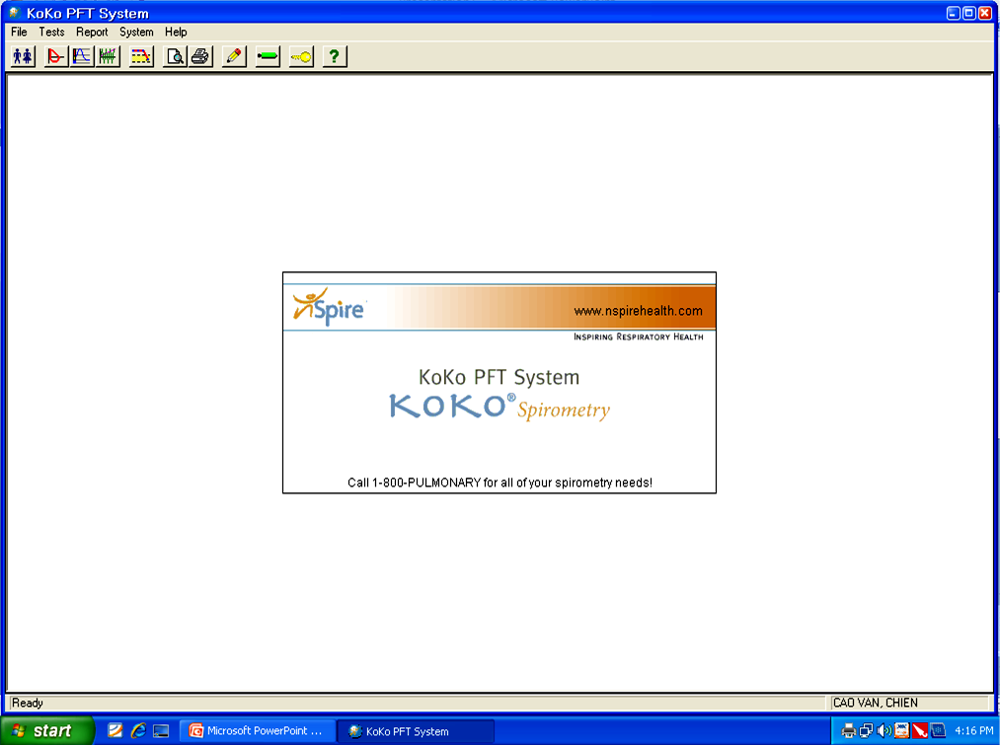 KoKo PFT System
File Tests Report System Help
?
nSpire
www.nspirehealth.com
INSPIRING RESPIRATORY HEALTH
KoKo PFT System
KOKO® Spirometry
Call 1-800-PULMONARY for all of your spirometry needs!
Ready
CAO VAN, CHIEN
start
Microsoft PowerPoint ...
KoKo PFT System
4:16 PM